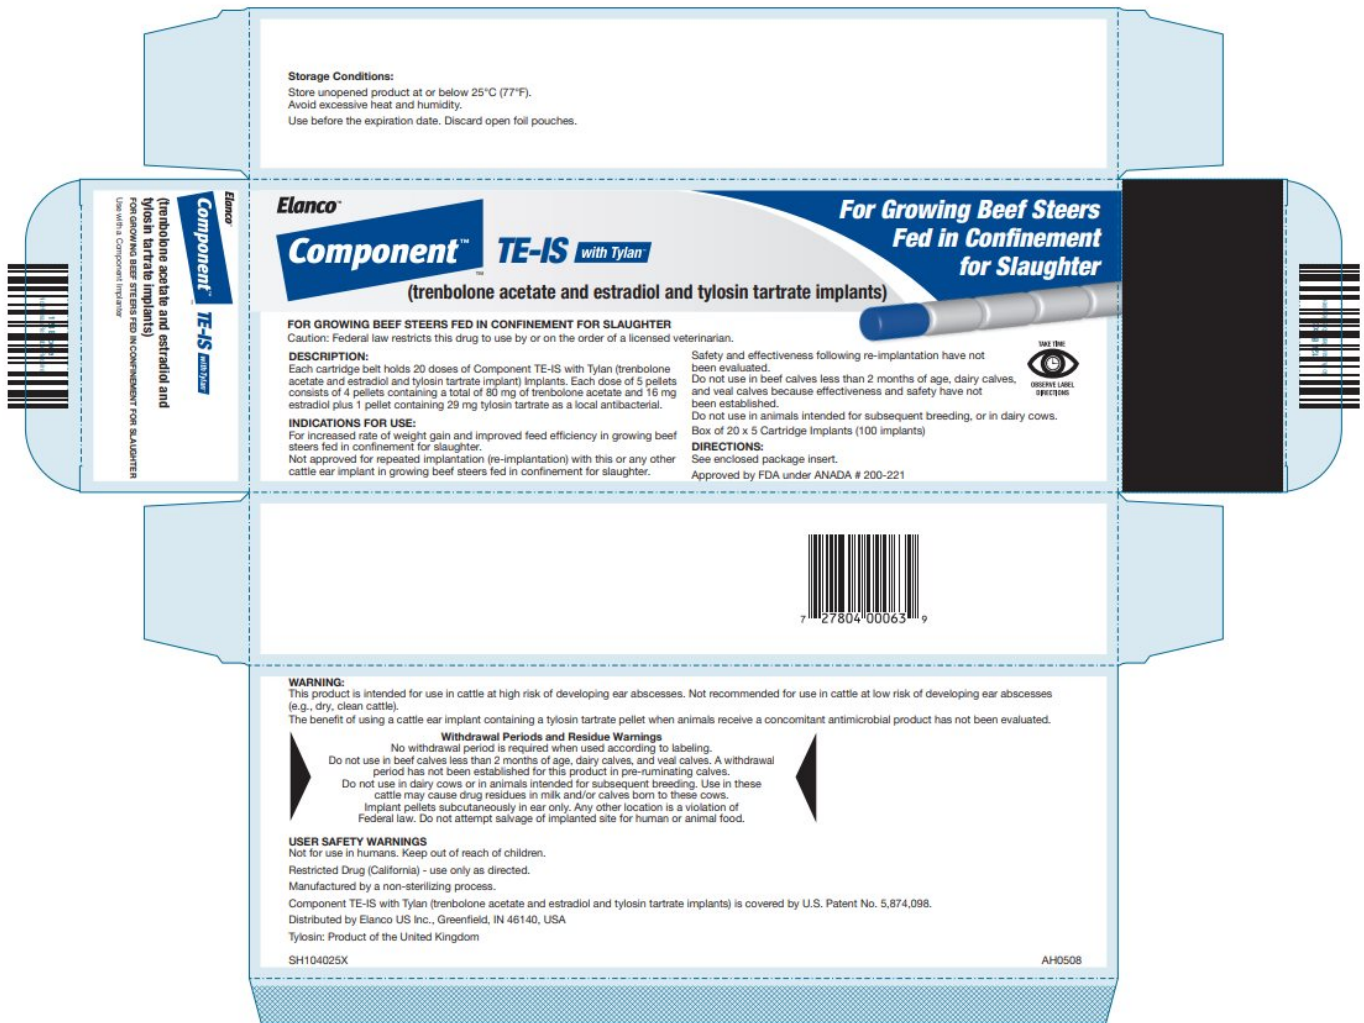 Storage Conditions:
Store unopened product at or below 25°C (77°F).
Avoid excessive heat and humidity.
Use before the expiration date. Discard open foil pouches.
Elanco™
Component™ TE-IS with Tylan™
(trenbolone acetate and estradiol and
tylosin tartrate implants)
FOR GROWING BEEF STEERS FED IN CONFINEMENT FOR SLAUGHTER
Use with a Component Implanter
Elanco™
Component™ TE-IS with Tylan™
TM
(trenbolone acetate and estradiol and tylosin tartrate implants)
For Growing Beef Steers
Fed in Confinement
for Slaughter
FOR GROWING BEEF STEERS FED IN CONFINEMENT FOR SLAUGHTER
Caution: Federal law restricts this drug to use by or on the order of a licensed veterinarian.
DESCRIPTION:
Each cartridge belt holds 20 doses of Component TE-IS with Tylan (trenbolone
acetate and estradiol and tylosin tartrate implant) Implants. Each dose of 5 pellets
consists of 4 pellets containing a total of 80 mg of trenbolone acetate and 16 mg
estradiol plus 1 pellet containing 29 mg tylosin tartrate as a local antibacterial.
INDICATIONS FOR USE:
For increased rate of weight gain and improved feed efficiency in growing beef
steers fed in confinement for slaughter.
Not approved for repeated implantation (re-implantation) with this or any other
cattle ear implant in growing beef steers fed in confinement for slaughter.
Safety and effectiveness following re-implantation have not
been evaluated.
Do not use in beef calves less than 2 months of age, dairy calves,
and veal calves because effectiveness and safety have not
been established.
Do not use in animals intended for subsequent breeding, or in dairy cows.
Box of 20 x 5 Cartridge Implants (100 implants)
DIRECTIONS:
See enclosed package insert.
Approved by FDA under ANADA # 200-221
TAKE TIME
OBSERVE LABEL
DIRECTIONS
7 27804 00063 9
WARNING:
This product is intended for use in cattle at high risk of developing ear abscesses. Not recommended for use in cattle at low risk of developing ear abscesses
(e.g., dry, clean cattle).
The benefit of using a cattle ear implant containing a tylosin tartrate pellet when animals receive a concomitant antimicrobial product has not been evaluated.
Withdrawal Periods and Residue Warnings
No withdrawal period is required when used according to labeling.
Do not use in beef calves less than 2 months of age, dairy calves, and veal calves. A withdrawal
period has not been established for this product in pre-ruminating calves.
Do not use in dairy cows or in animals intended for subsequent breeding. Use in these
cattle may cause drug residues in milk and/or calves born to these cows.
Implant pellets subcutaneously in ear only. Any other location is a violation of
Federal law. Do not attempt salvage of implanted site for human or animal food.
USER SAFETY WARNINGS
Not for use in humans. Keep out of reach of children.
Restricted Drug (California) - use only as directed.
Manufactured by a non-sterilizing process.
Component TE-IS with Tylan (trenbolone acetate and estradiol and tylosin tartrate implants) is covered by U.S. Patent No. 5,874,098.
Distributed by Elanco US Inc., Greenfield, IN 46140, USA
Tylosin: Product of the United Kingdom
SH104025X
AH0508